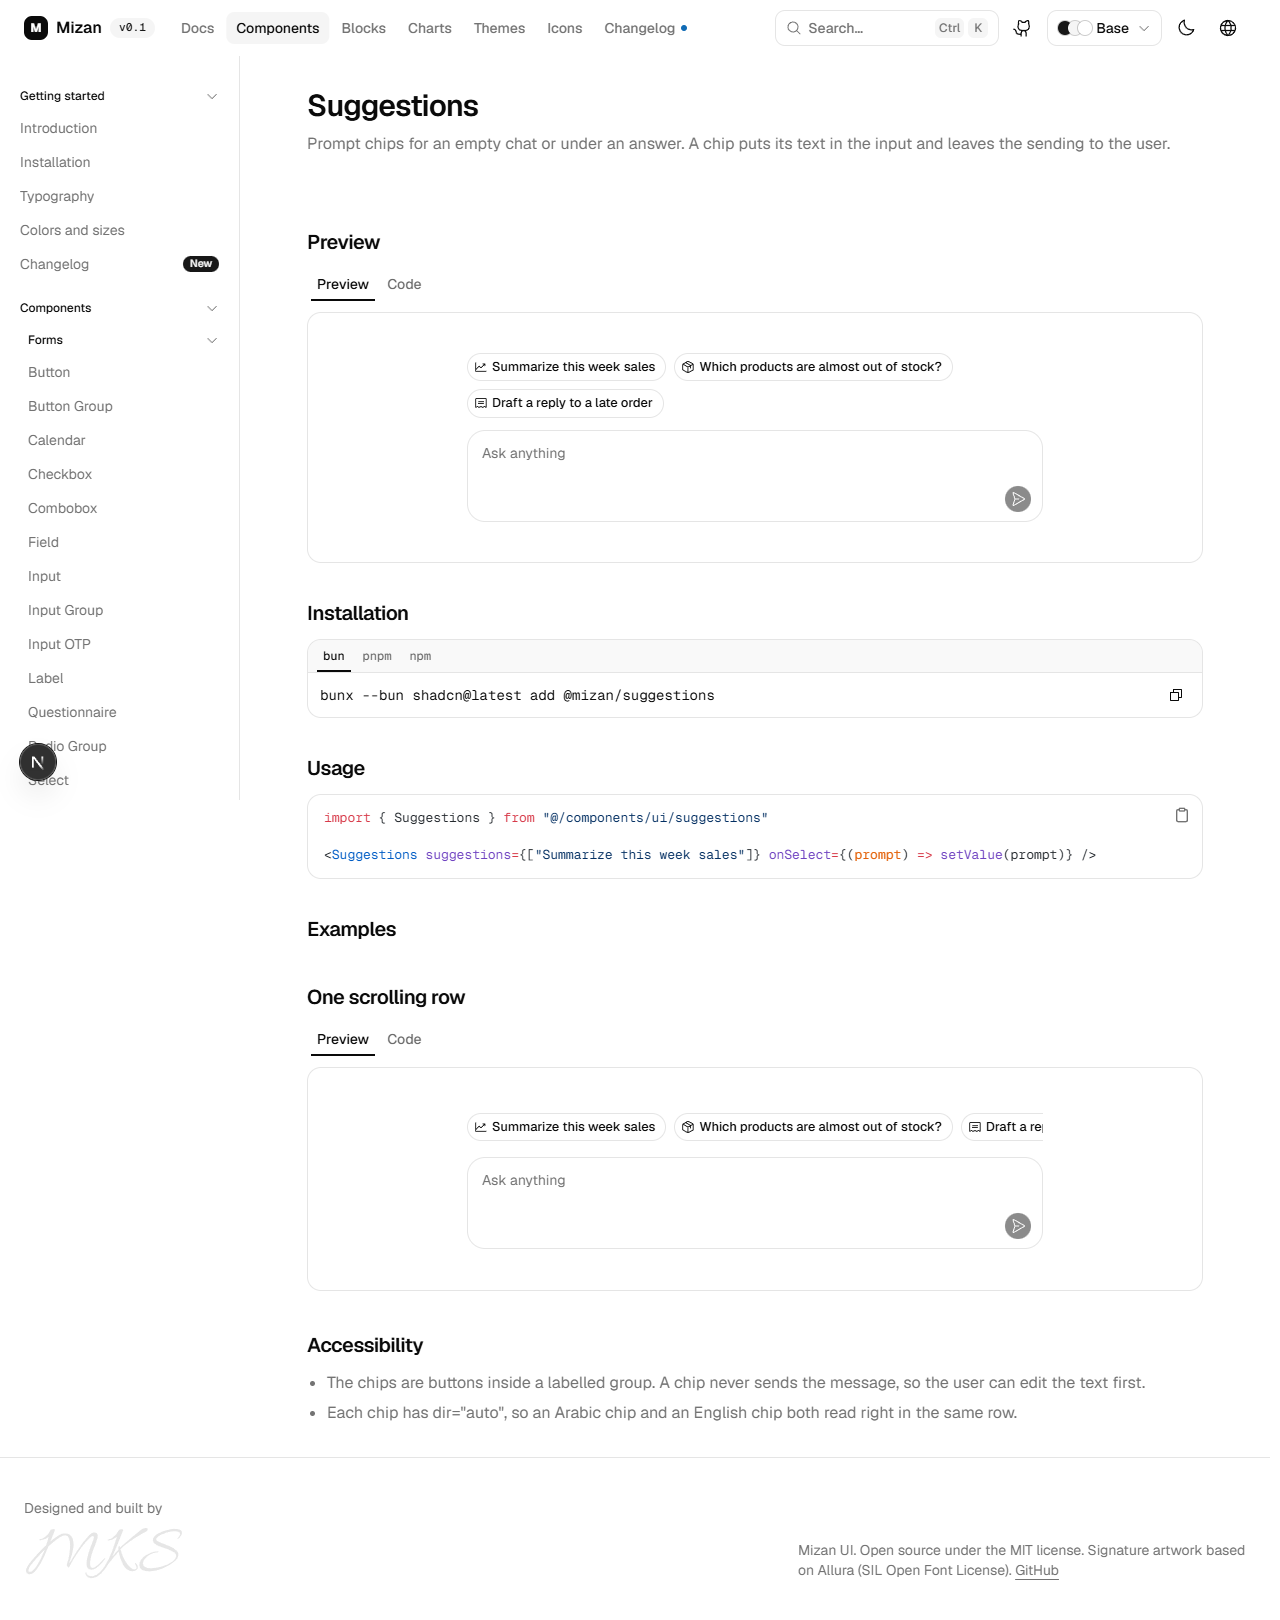 M Mizan v0.1 Docs Components Blocks Charts Themes Icons Changelog Search... Ctrl K Base
Getting started
Introduction
Installation
Typography
Colors and sizes
Changelog New
Components
Forms
Button
Button Group
Calendar
Checkbox
Combobox
Field
Input
Input Group
Input OTP
Label
Questionnaire
Radio Group
Select
N
Suggestions
Prompt chips for an empty chat or under an answer. A chip puts its text in the input and leaves the sending to the user.
Preview
Preview Code
Summarize this week sales Which products are almost out of stock?
Draft a reply to a late order
Ask anything
Installation
bun pnpm npm
bunx --bun shadcn@latest add @mizan/suggestions
Usage
import { Suggestions } from "@/components/ui/suggestions"
<Suggestions suggestions={["Summarize this week sales"]} onSelect={(prompt) => setValue(prompt)} />
Examples
One scrolling row
Preview Code
Summarize this week sales Which products are almost out of stock? Draft a rep
Ask anything
Accessibility
• The chips are buttons inside a labelled group. A chip never sends the message, so the user can edit the text first.
• Each chip has dir="auto", so an Arabic chip and an English chip both read right in the same row.
Designed and built by
MKS
Mizan UI. Open source under the MIT license. Signature artwork based
on Allura (SIL Open Font License). GitHub